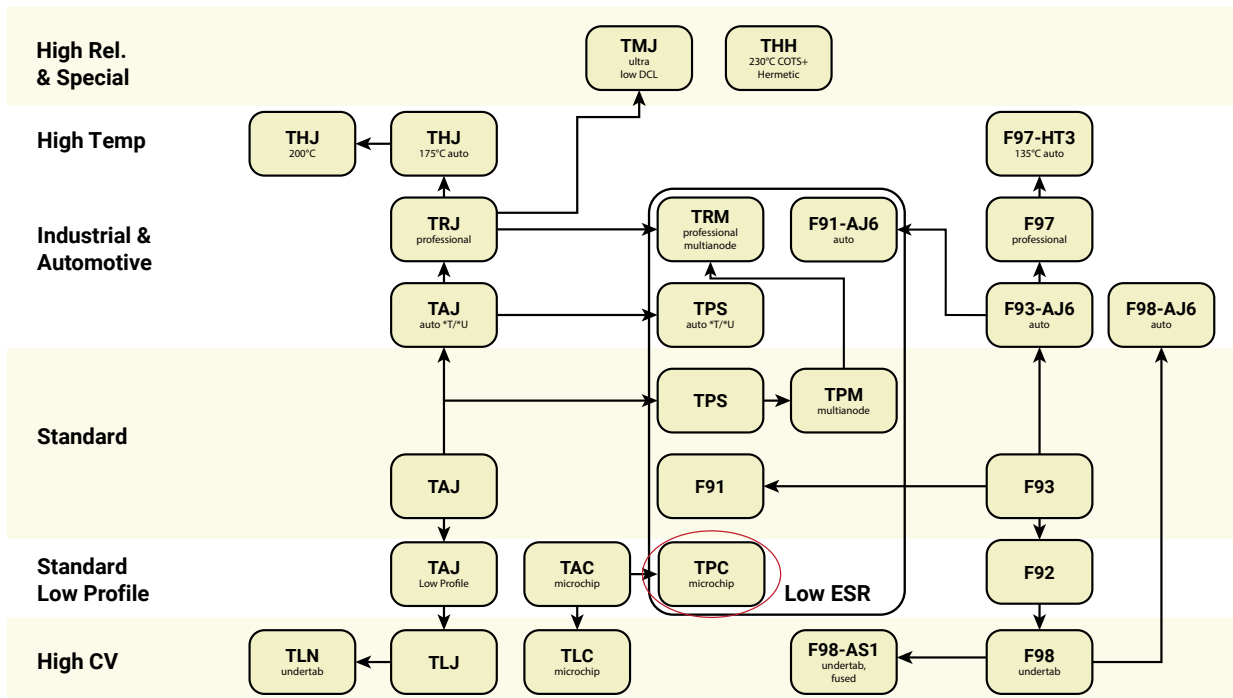 High Rel.
& Special
TMJ
ultra
low DCL
THH
230°C COTS+
Hermetic
High Temp
THJ
200°C
THJ
175°C auto
F97-HT3
135°C auto
Industrial &
Automotive
TRJ
professional
TRM
professional
multianode
F91-AJ6
auto
F97
professional
TAJ
auto *T/*U
TPS
auto *T/*U
F93-AJ6
auto
F98-AJ6
auto
Standard
TPS
TPM
multianode
TAJ
F91
F93
Standard
Low Profile
TAJ
Low Profile
TAC
microchip
TPC
microchip
Low ESR
F92
High CV
TLN
undertab
TLJ
TLC
microchip
F98-AS1
undertab,
fused
F98
undertab